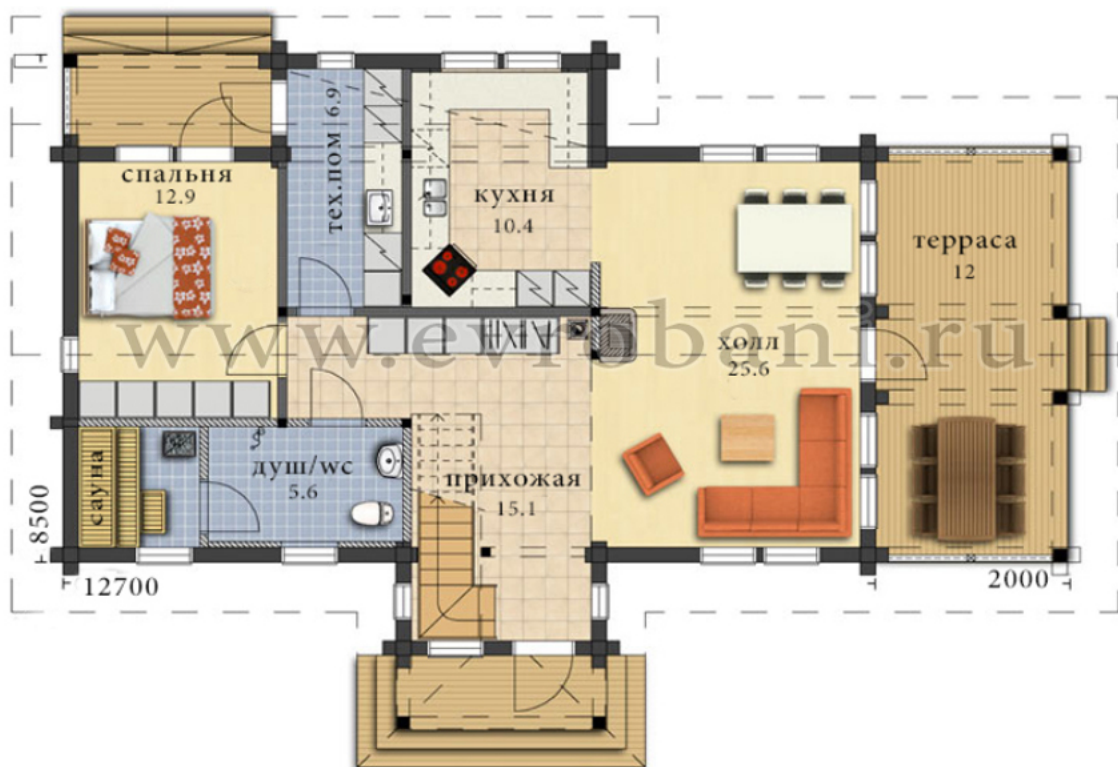 спальня
12.9
тех.пом 6.9
кухня
10.4
терраса
12
www.evrobani.ru
холл
25.6
сауна
душ/wc
5.6
прихожая
15.1
8500
12700
2000